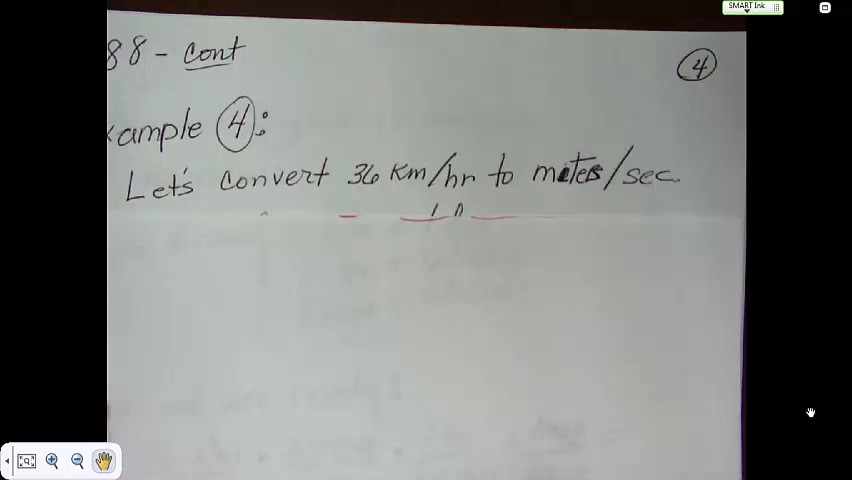 SMART Ink
88 - cont
4
xample 4:
Let's convert 36 km/hr to meters/sec.